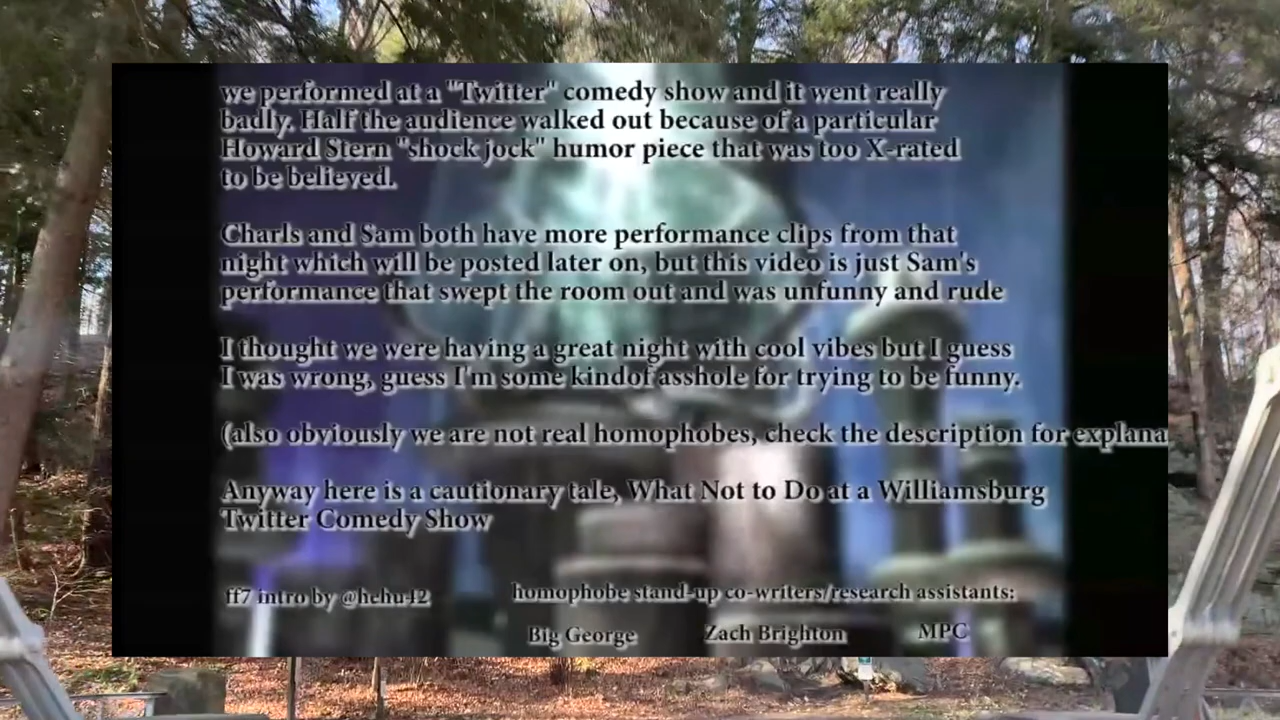 we performed at a "Twitter" comedy show and it went really
badly. Half the audience walked out because of a particular
Howard Stern "shock jock" humor piece that was too X-rated
to be believed.
Charls and Sam both have more performance clips from that
night which will be posted later on, but this video is just Sam's
performance that swept the room out and was unfunny and rude
I thought we were having a great night with cool vibes but I guess
I was wrong, guess I'm some kindof asshole for trying to be funny.
(also obviously we are not real homophobes, check the description for explana
Anyway here is a cautionary tale, What Not to Do at a Williamsburg
Twitter Comedy Show
ff7 intro by @hehu42
homophobe stand-up co-writers/research assistants:
Big George Zach Brighton MPC